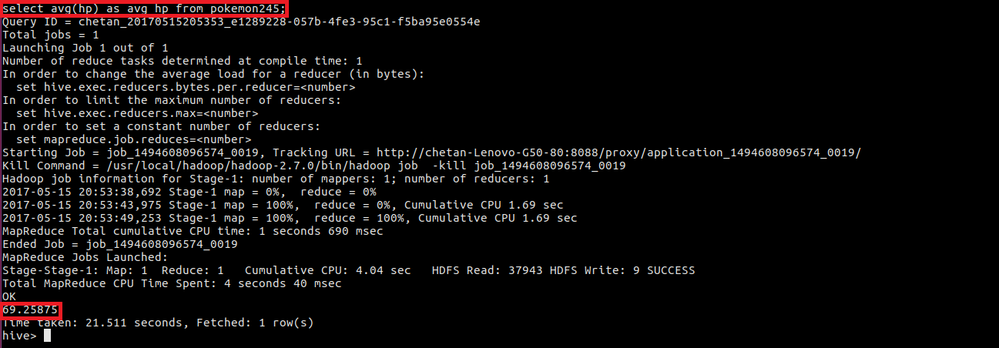 select avg(hp) as avg_hp from pokemon245;
Query ID = chetan_20170515205353_e1289228-057b-4fe3-95c1-f5ba95e0554e
Total jobs = 1
Launching Job 1 out of 1
Number of reduce tasks determined at compile time: 1
In order to change the average load for a reducer (in bytes):
  set hive.exec.reducers.bytes.per.reducer=<number>
In order to limit the maximum number of reducers:
  set hive.exec.reducers.max=<number>
In order to set a constant number of reducers:
  set mapreduce.job.reduces=<number>
Starting Job = job_1494608096574_0019, Tracking URL = http://chetan-Lenovo-G50-80:8088/proxy/application_1494608096574_0019/
Kill Command = /usr/local/hadoop/hadoop-2.7.0/bin/hadoop job  -kill job_1494608096574_0019
Hadoop job information for Stage-1: number of mappers: 1; number of reducers: 1
2017-05-15 20:53:38,692 Stage-1 map = 0%,  reduce = 0%
2017-05-15 20:53:43,975 Stage-1 map = 100%,  reduce = 0%, Cumulative CPU 1.69 sec
2017-05-15 20:53:49,253 Stage-1 map = 100%,  reduce = 100%, Cumulative CPU 1.69 sec
MapReduce Total cumulative CPU time: 1 seconds 690 msec
Ended Job = job_1494608096574_0019
MapReduce Jobs Launched:
Stage-Stage-1: Map: 1  Reduce: 1   Cumulative CPU: 4.04 sec   HDFS Read: 37943 HDFS Write: 9 SUCCESS
Total MapReduce CPU Time Spent: 4 seconds 40 msec
OK
69.25875
Time taken: 21.511 seconds, Fetched: 1 row(s)
hive>